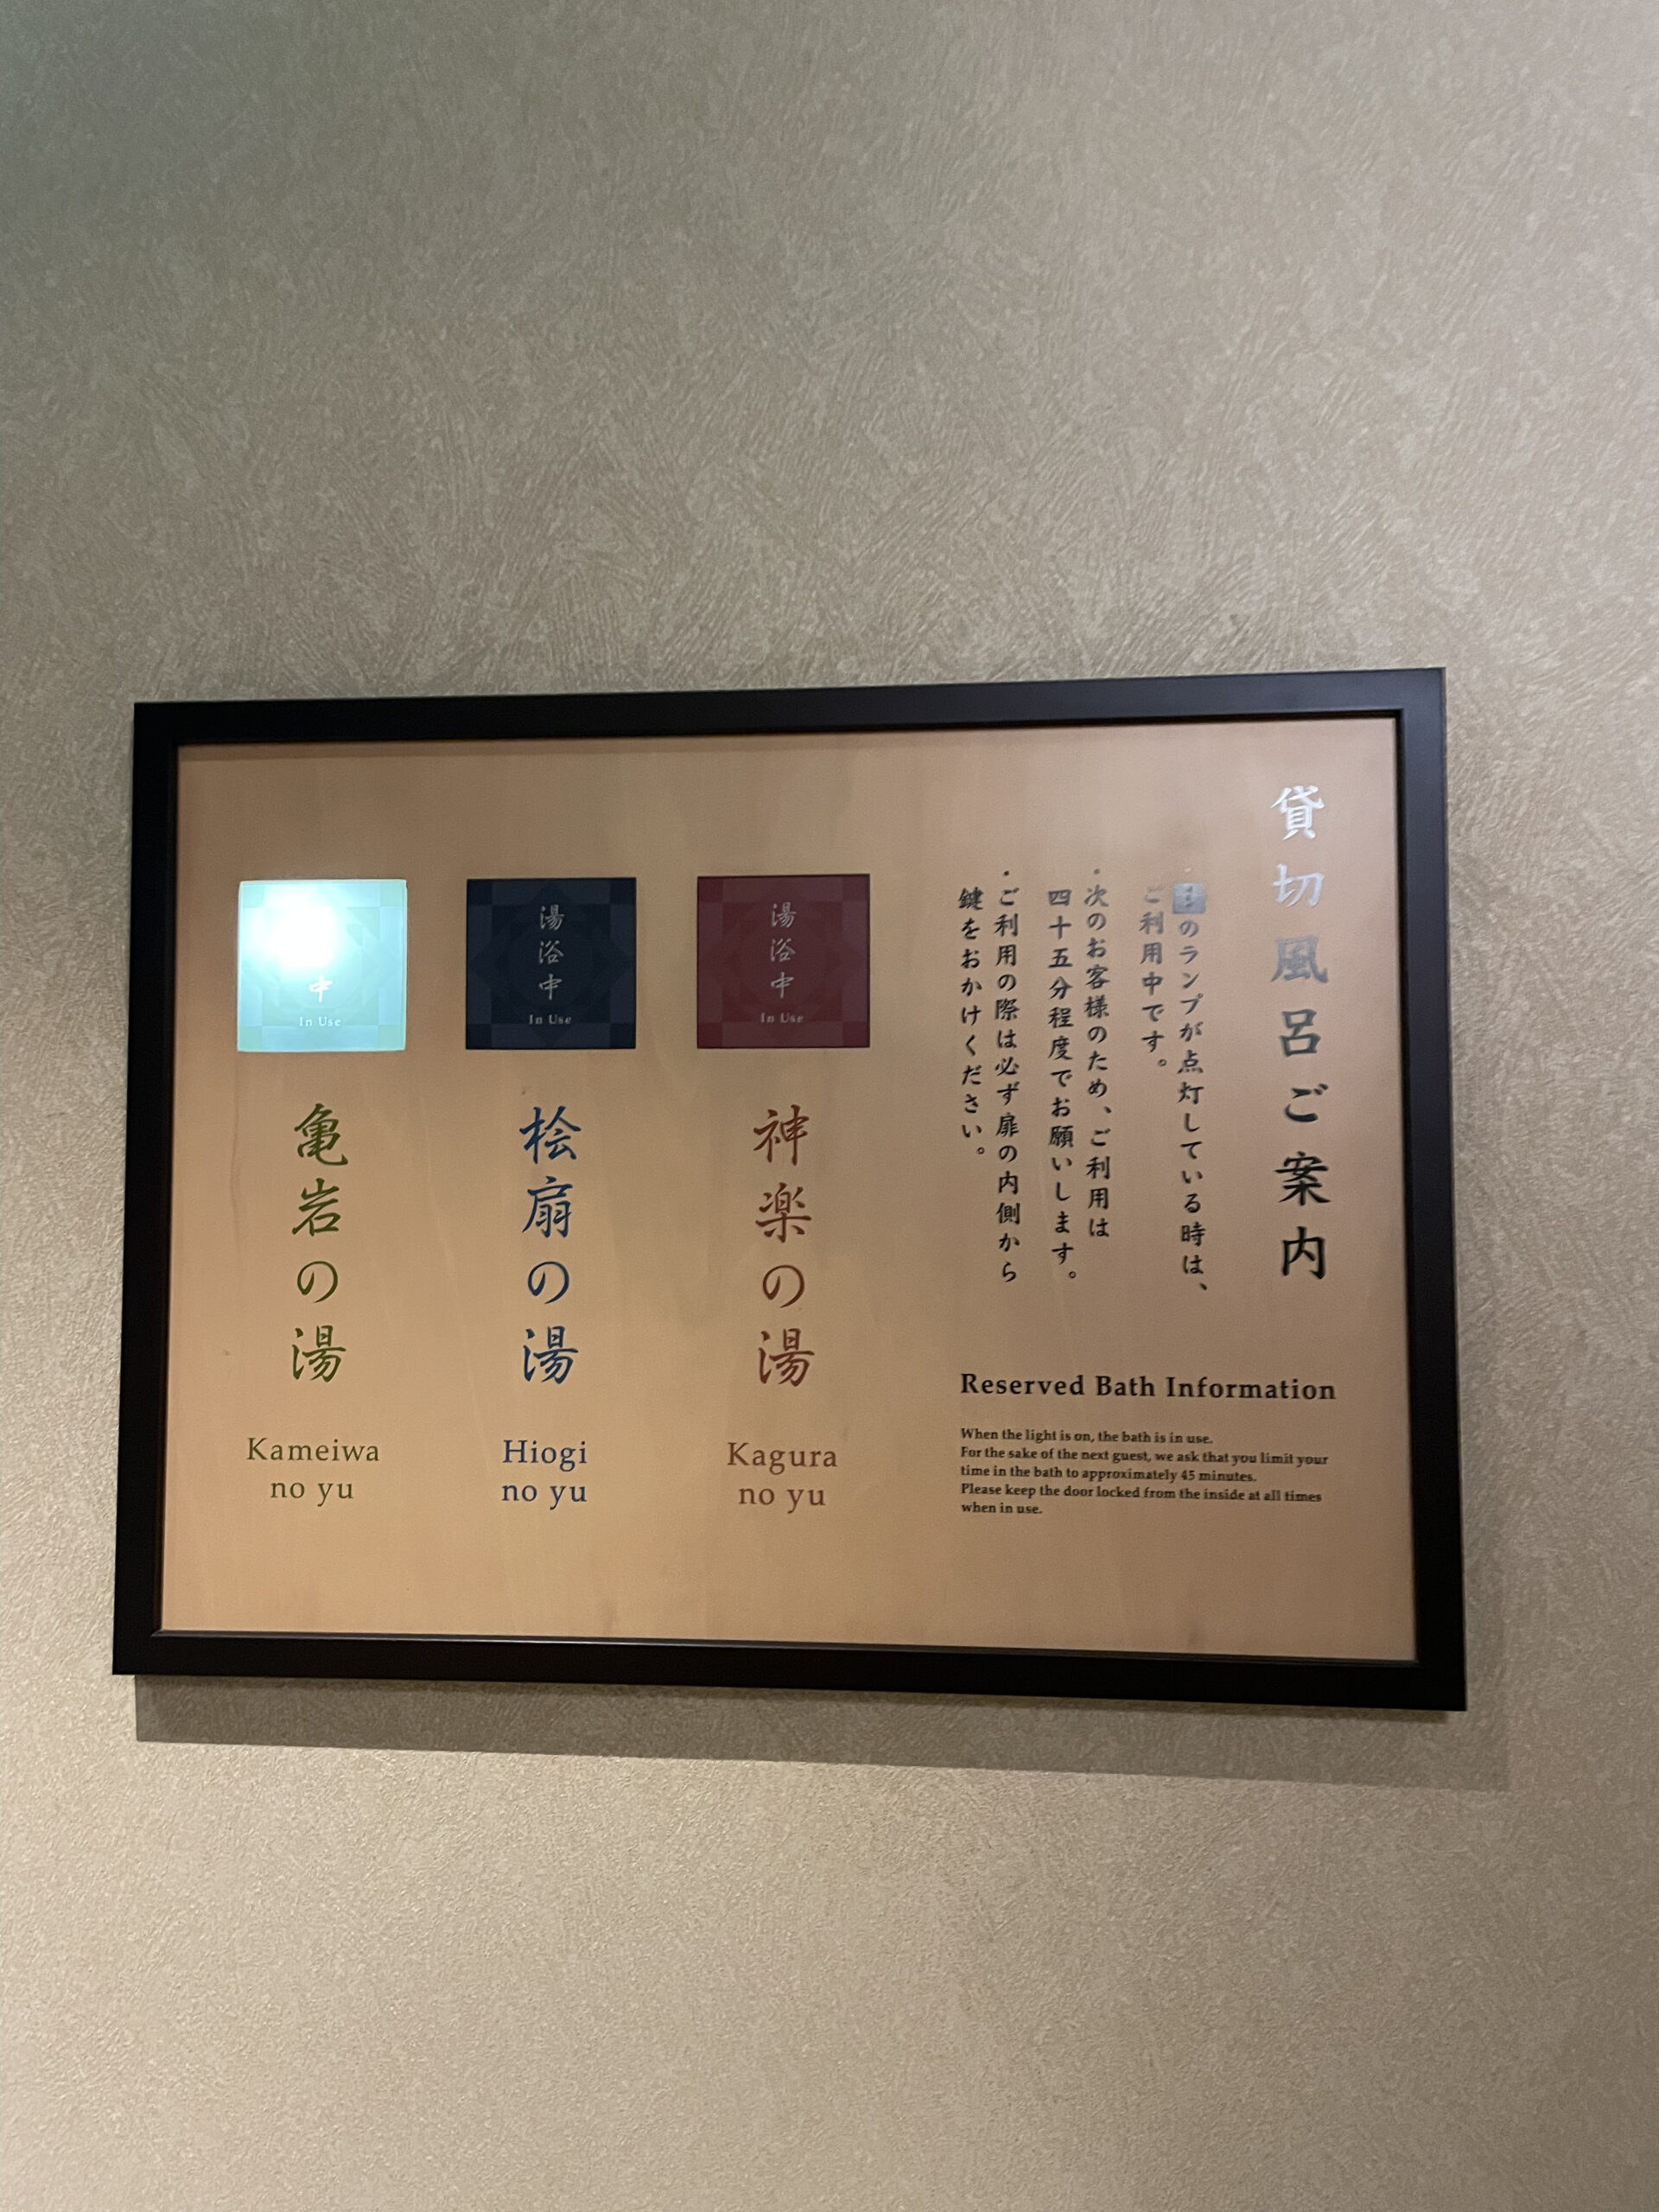 貸切風呂ご案内
のランプが点灯している時は、
ご利用中です。
・次のお客様のため、ご利用は
四十五分程度でお願いします。
・ご利用の際は必ず扉の内側から
鍵をおかけください。
Reserved Bath Information
When the light is on, the bath is in use.
For the sake of the next guest, we ask that you limit your
time in the bath to approximately 45 minutes.
Please keep the door locked from the inside at all times
when in use.
湯浴中
In Use
神楽の湯
Kagura
no yu
湯浴中
In Use
桧扇の湯
Hiogi
no yu
中
In Use
亀岩の湯
Kameiwa
no yu